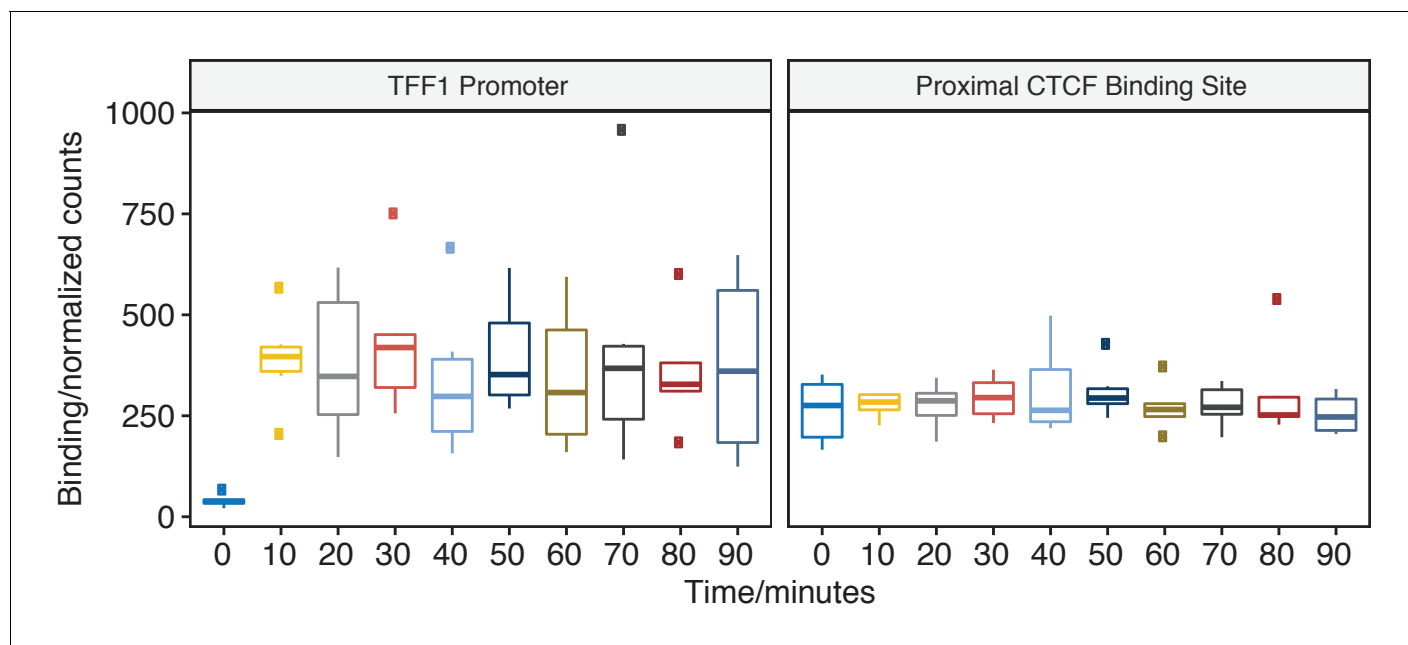 TFF1 Promoter
Proximal CTCF Binding Site
Binding/normalized counts
1000
750
500
250
0
0 10 20 30 40 50 60 70 80 90
0 10 20 30 40 50 60 70 80 90
Time/minutes